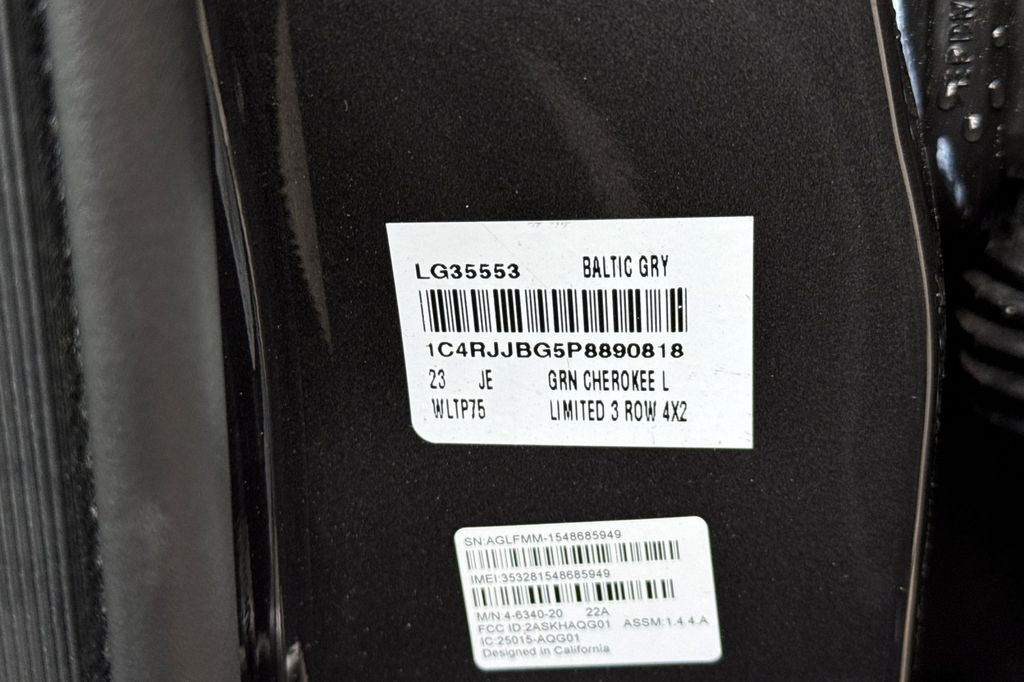 EPDM
LG35553 BALTIC GRY
1C4RJJBG5P8890818
23 JE GRN CHEROKEE L
WLTP75 LIMITED 3 ROW 4X2
SN:AGLFMM-1548685949
IMEI:353281548685949
M/N:4-6340-20 22A
FCC ID:2ASKHAQG01 ASSM:1.4.4.A
IC:25015-AQG01
Designed in California